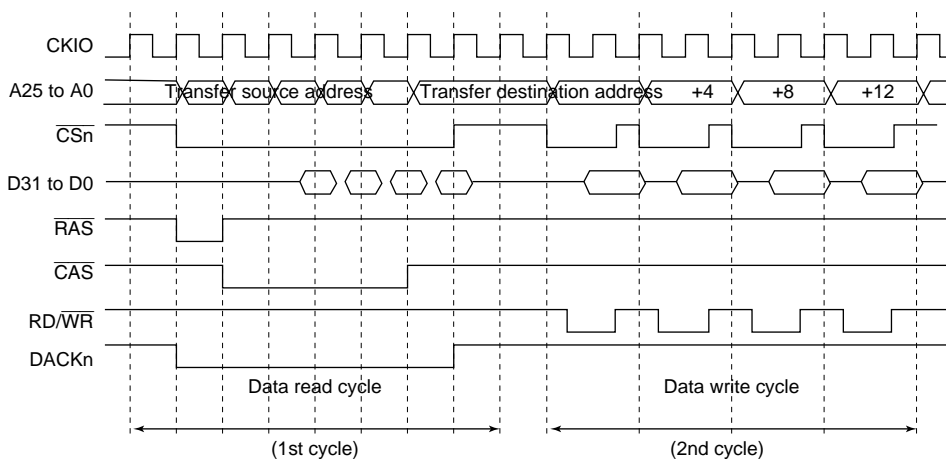 CKIO
A25 to A0 Transfer source address Transfer destination address +4 +8 +12
CSn
D31 to D0
RAS
CAS
RD/WR
DACKn
Data read cycle Data write cycle
(1st cycle) (2nd cycle)